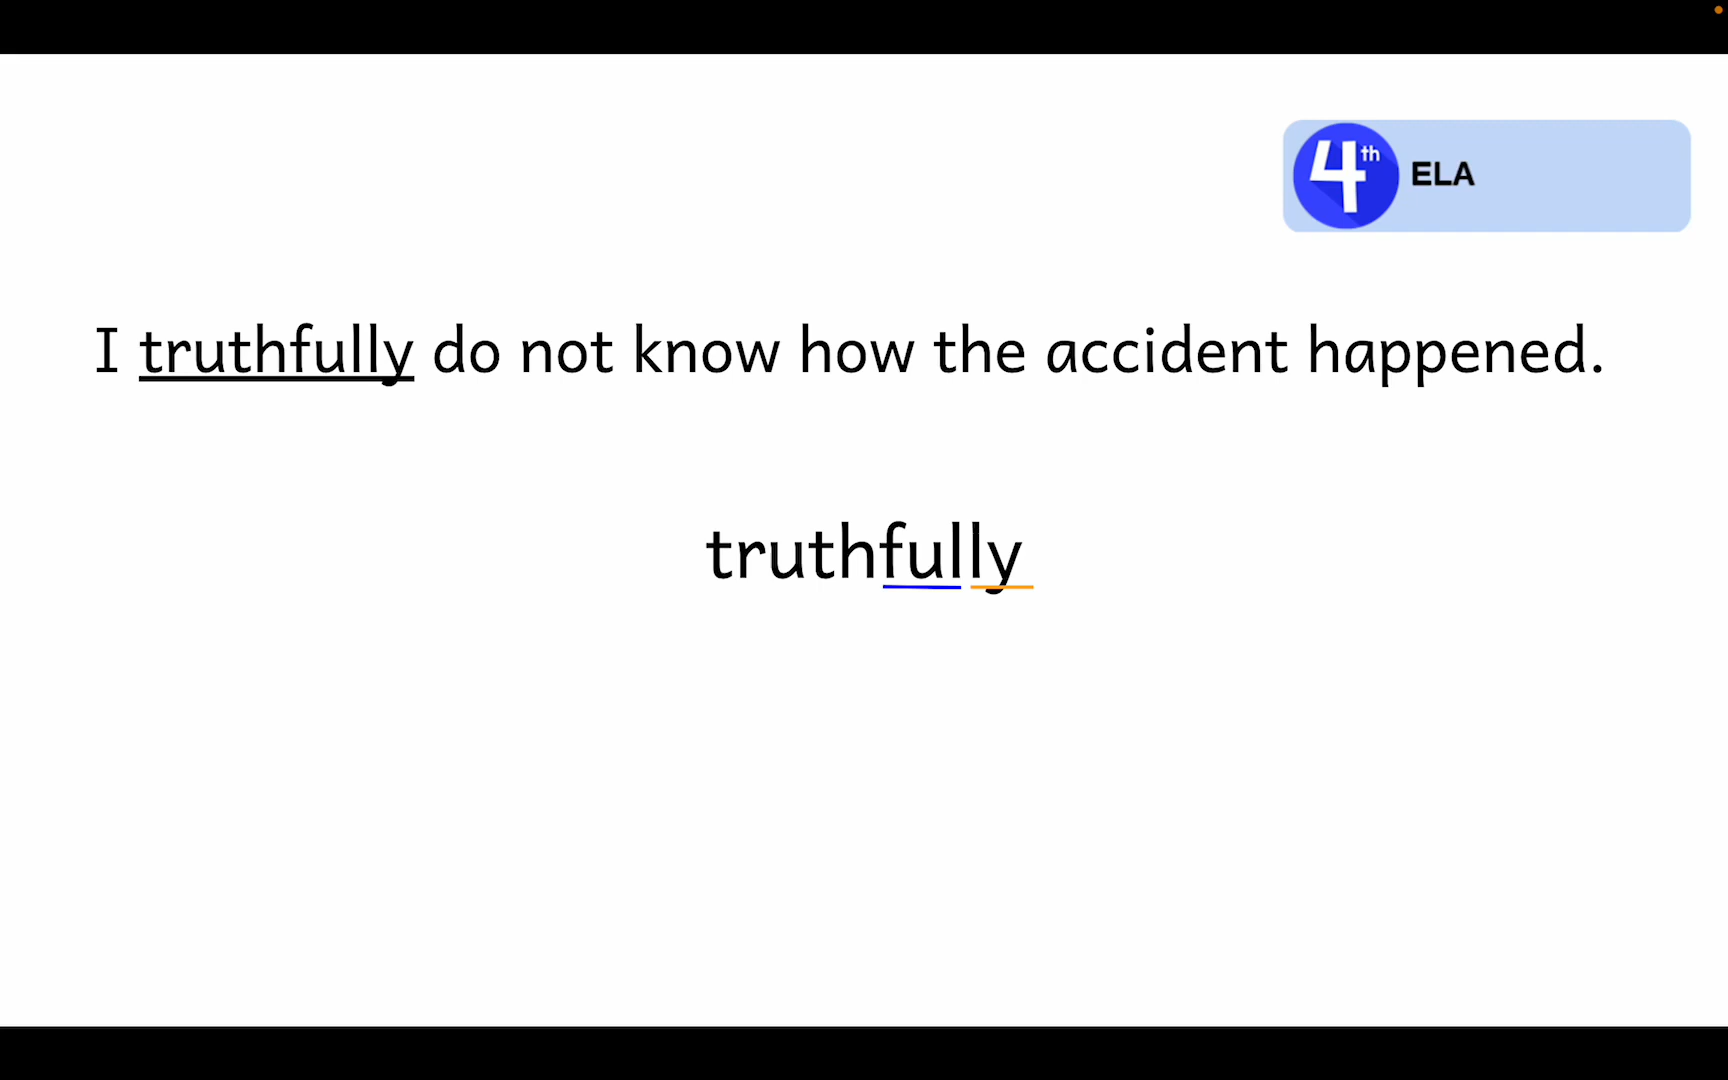 4th ELA
I truthfully do not know how the accident happened.
truthfully